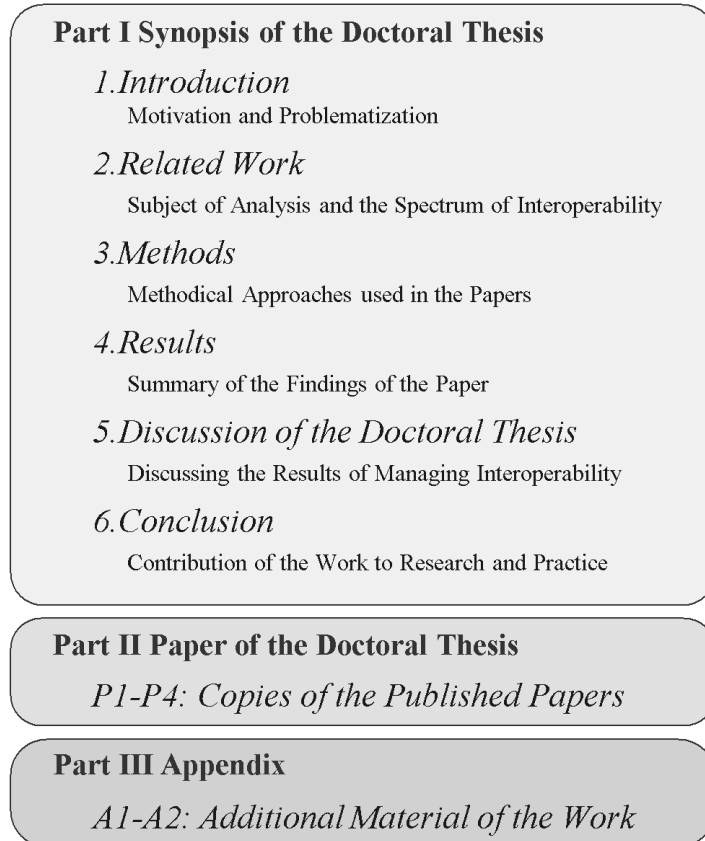 Part I Synopsis of the Doctoral Thesis
1.Introduction
Motivation and Problematization
2.Related Work
Subject of Analysis and the Spectrum of Interoperability
3.Methods
Methodical Approaches used in the Papers
4.Results
Summary of the Findings of the Paper
5.Discussion of the Doctoral Thesis
Discussing the Results of Managing Interoperability
6.Conclusion
Contribution of the Work to Research and Practice
Part II Paper of the Doctoral Thesis
P1-P4: Copies of the Published Papers
Part III Appendix
A1-A2: Additional Material of the Work